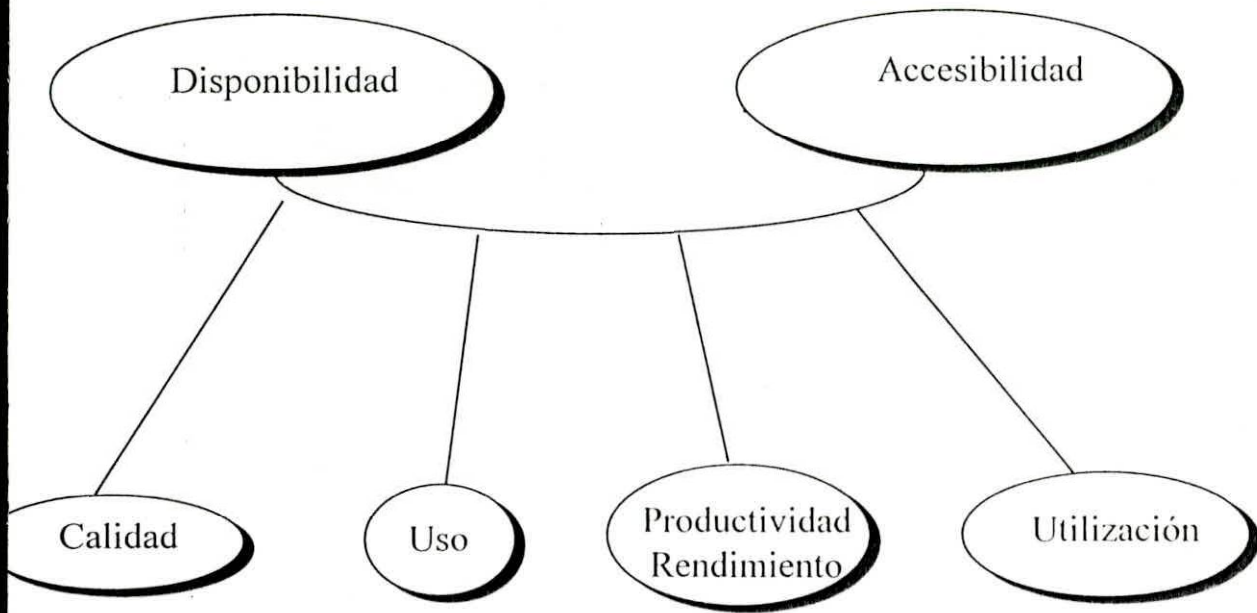 Disponibilidad
Accesibilidad
Calidad
Uso
Productividad
Rendimiento
Utilización